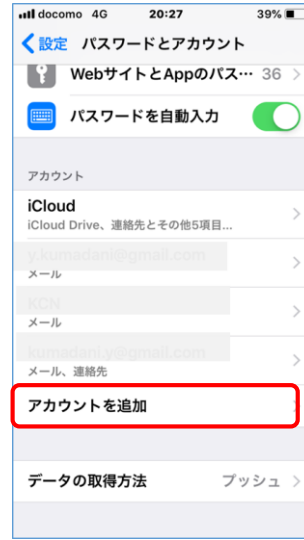 docomo 4G 20:27 39%
設定 パスワードとアカウント
WebサイトとAppのパス… 36
パスワードを自動入力
アカウント
iCloud
iCloud Drive、連絡先とその他5項目...
y.kumadani@gmail.com
メール
KCN
メール
kumadani.y@gmail.com
メール、連絡先
アカウントを追加
データの取得方法 プッシュ